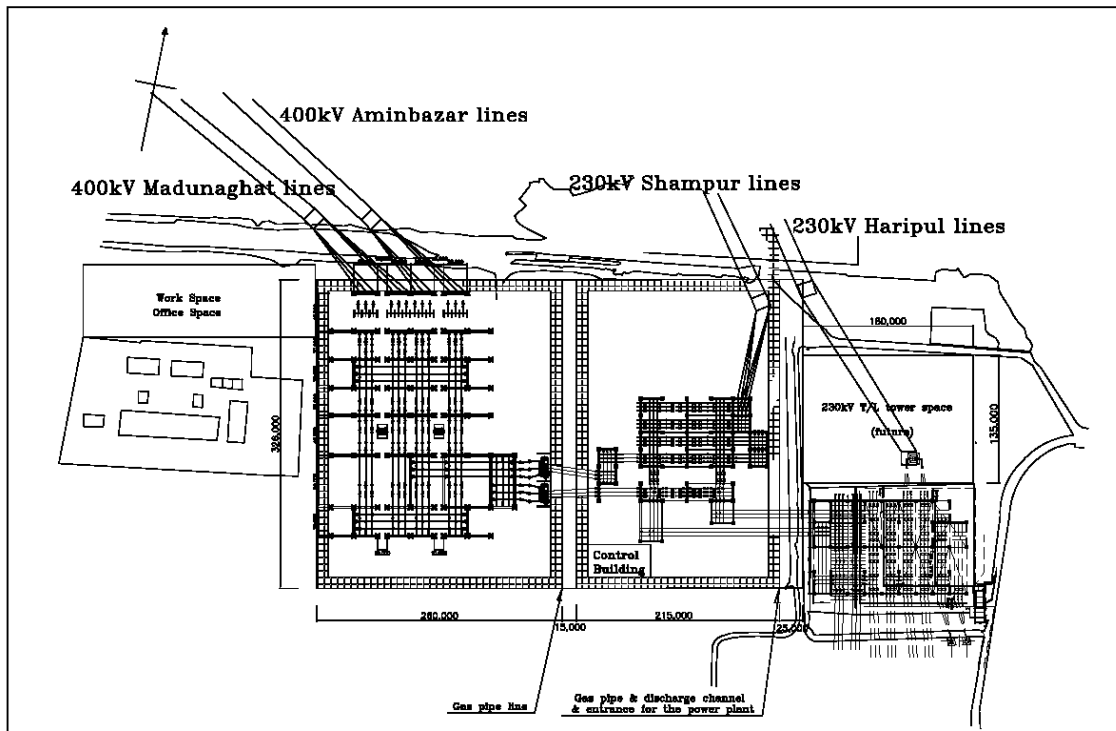 400kV Aminbazar lines
400kV Madunaghat lines
230kV Shampur lines
230kV Haripul lines
Work Space
Office Space
160,000
230kV T/L tower space
(future)
135,000
326,000
Control
Building
260,000
15,000
215,000
25,000
Gas pipe line
Gas pipe & discharge channel
& entrance for the power plant